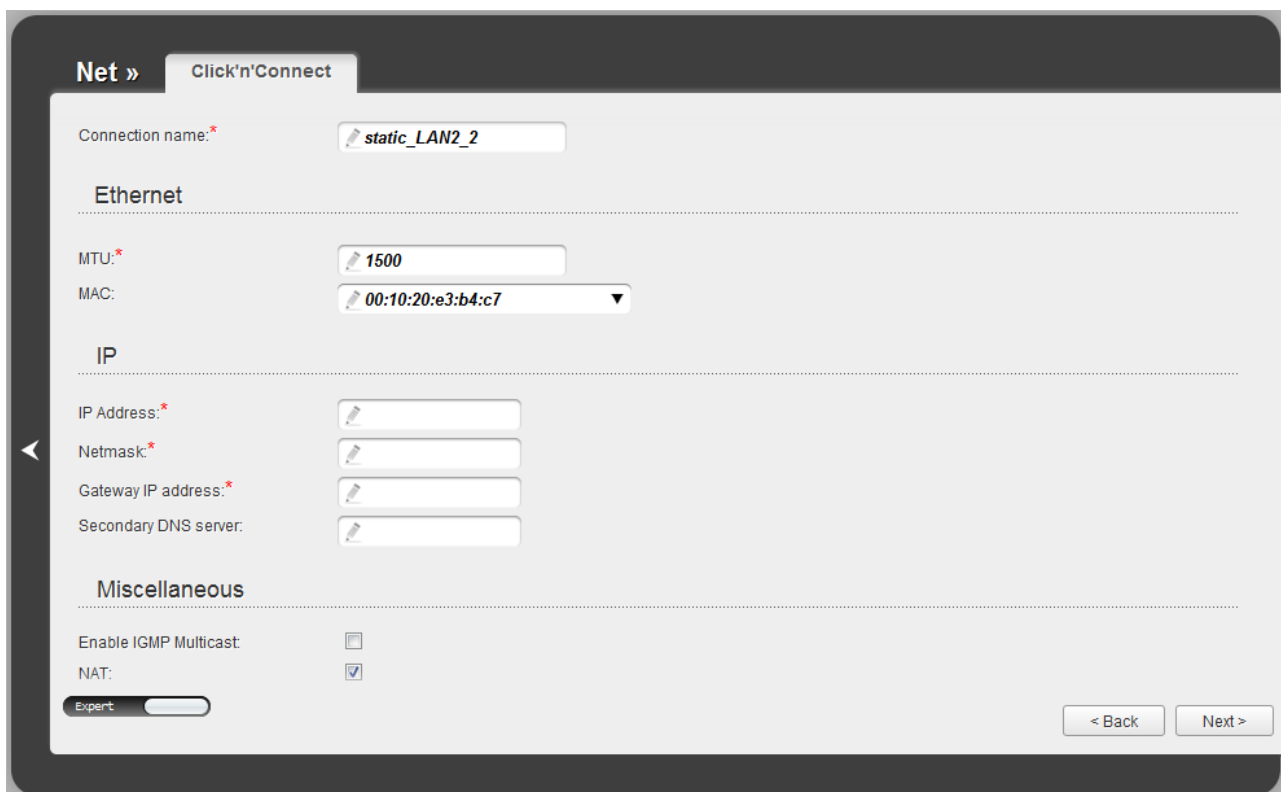 Net » Click'n'Connect
Connection name:* static_LAN2_2
Ethernet
MTU:* 1500
MAC: 00:10:20:e3:b4:c7 ▼
IP
IP Address:*
Netmask:*
Gateway IP address:*
Secondary DNS server:
Miscellaneous
Enable IGMP Multicast:
NAT:
Expert
< Back Next >